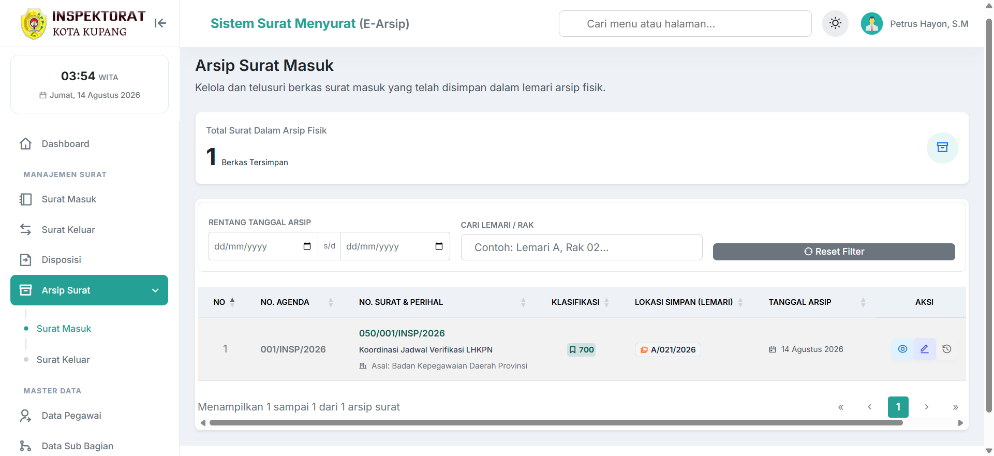 INSPEKTORAT
KOTA KUPANG
03:54 WITA
Jumat, 14 Agustus 2026
Dashboard
MANAJEMEN SURAT
Surat Masuk
Surat Keluar
Disposisi
Arsip Surat
Surat Masuk
Surat Keluar
MASTER DATA
Data Pegawai
Data Sub Bagian
Sistem Surat Menyurat (E-Arsip)
Cari menu atau halaman...
Petrus Hayon, S.M
Arsip Surat Masuk
Kelola dan telusuri berkas surat masuk yang telah disimpan dalam lemari arsip fisik.
Total Surat Dalam Arsip Fisik
1 Berkas Tersimpan
RENTANG TANGGAL ARSIP
dd/mm/yyyy s/d dd/mm/yyyy
CARI LEMARI / RAK
Contoh: Lemari A, Rak 02...
Reset Filter
NO NO. AGENDA NO. SURAT & PERIHAL KLASIFIKASI LOKASI SIMPAN (LEMARI) TANGGAL ARSIP AKSI
1 001/INSP/2026 050/001/INSP/2026 700 A/021/2026 14 Agustus 2026
Koordinasi Jadwal Verifikasi LHKPN
Asal: Badan Kepegawaian Daerah Provinsi
Menampilkan 1 sampai 1 dari 1 arsip surat
« ‹ 1 › »